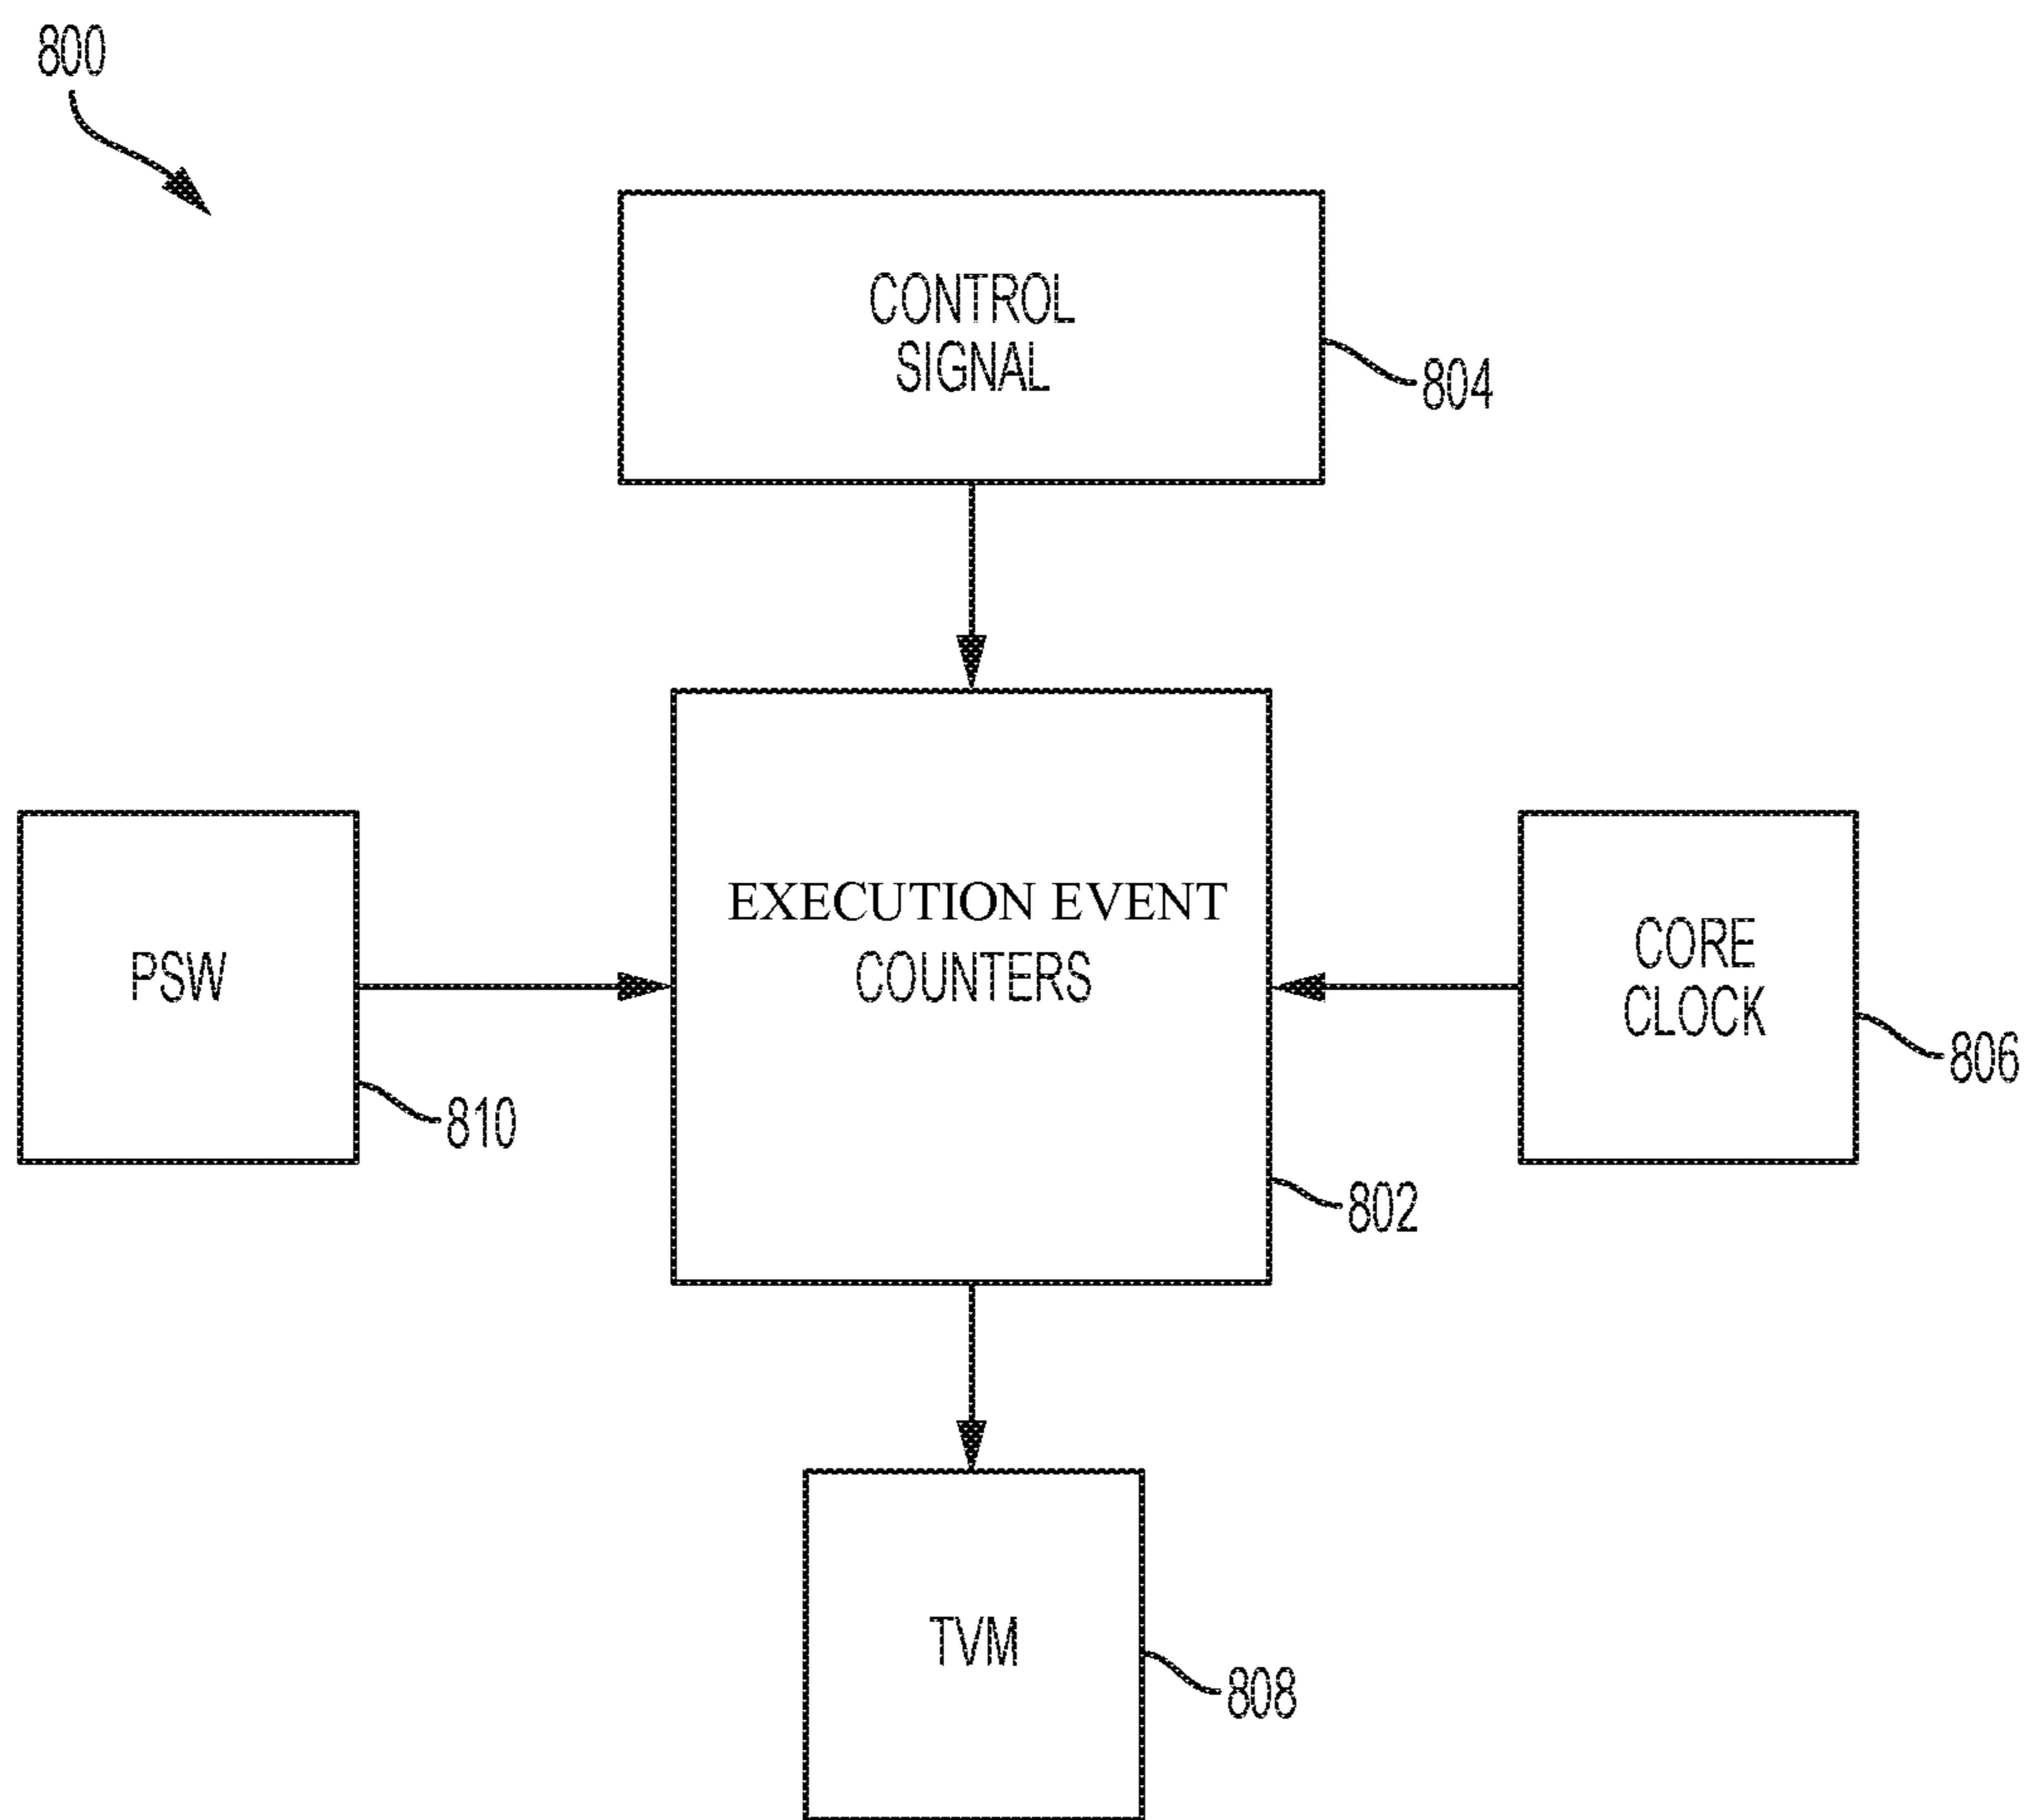 800
CONTROL
SIGNAL
804
EXECUTION EVENT
COUNTERS
PSW
CORE
CLOCK
806
810
802
TVM
808